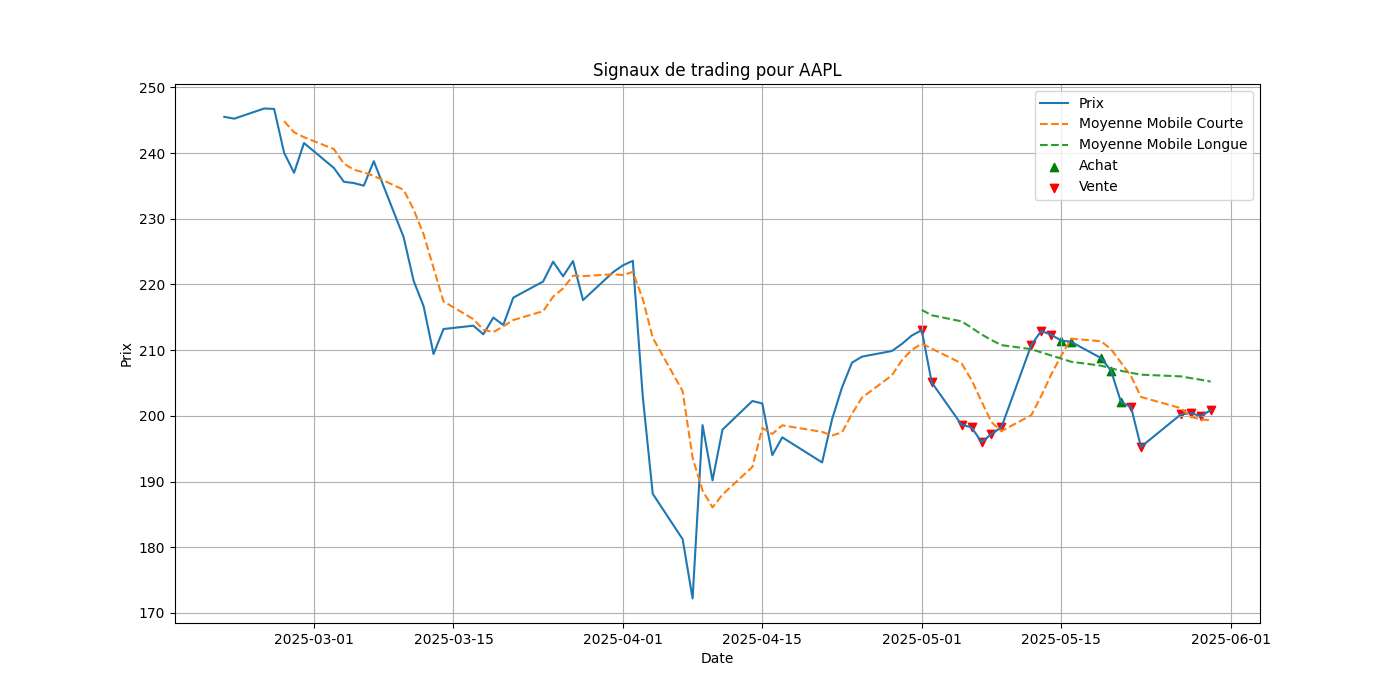 Signaux de trading pour AAPL
250
240
230
220
210
200
190
180
170
Prix
Prix
Moyenne Mobile Courte
Moyenne Mobile Longue
Achat
Vente
2025-03-01
2025-03-15
2025-04-01
2025-04-15
2025-05-01
2025-05-15
2025-06-01
Date